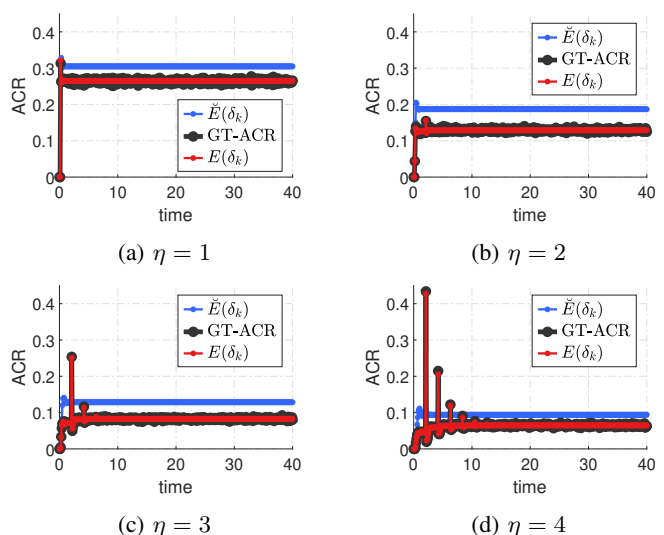 0.4
0.3
0.2
0.1
0
ACR
Ĕ(δₖ)
GT-ACR
E(δₖ)
0 10 20 30 40
time
(a) η = 1
0.4
0.3
0.2
0.1
0
ACR
Ĕ(δₖ)
GT-ACR
E(δₖ)
0 10 20 30 40
time
(b) η = 2
0.4
0.3
0.2
0.1
0
ACR
Ĕ(δₖ)
GT-ACR
E(δₖ)
0 10 20 30 40
time
(c) η = 3
0.4
0.3
0.2
0.1
0
ACR
Ĕ(δₖ)
GT-ACR
E(δₖ)
0 10 20 30 40
time
(d) η = 4